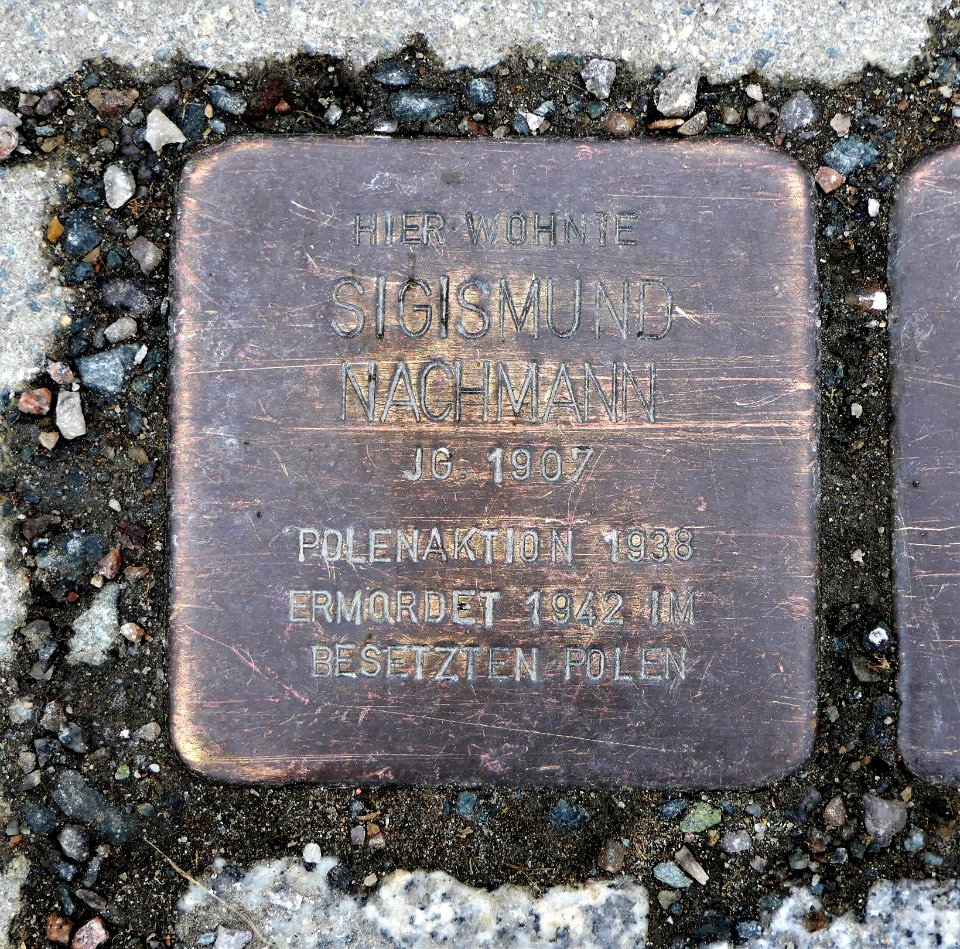 HIER WOHNTE
SIGISMUND
NACHMANN
JG. 1907
POLENAKTION 1938
ERMORDET 1942 IM
BESETZTEN POLEN